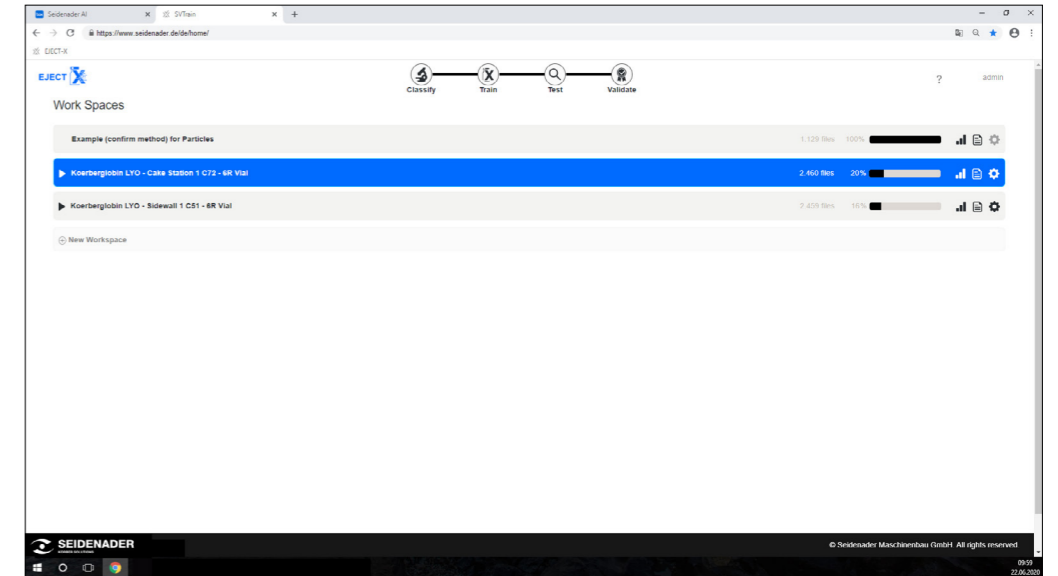 Seidenader AI
SVTrain
https://www.seidenader.de/de/home/
EJECT-X
EJECT X
Classify Train Test Validate
? admin
Work Spaces
Example (confirm method) for Particles 1.129 files 100%
Koerberglobin LYO - Cake Station 1 C72 - 6R Vial 2.460 files 20%
Koerberglobin LYO - Sidewall 1 C51 - 6R Vial 2.459 files 16%
New Workspace
SEIDENADER
© Seidenader Maschinenbau GmbH. All rights reserved.
09:59
22.06.2020